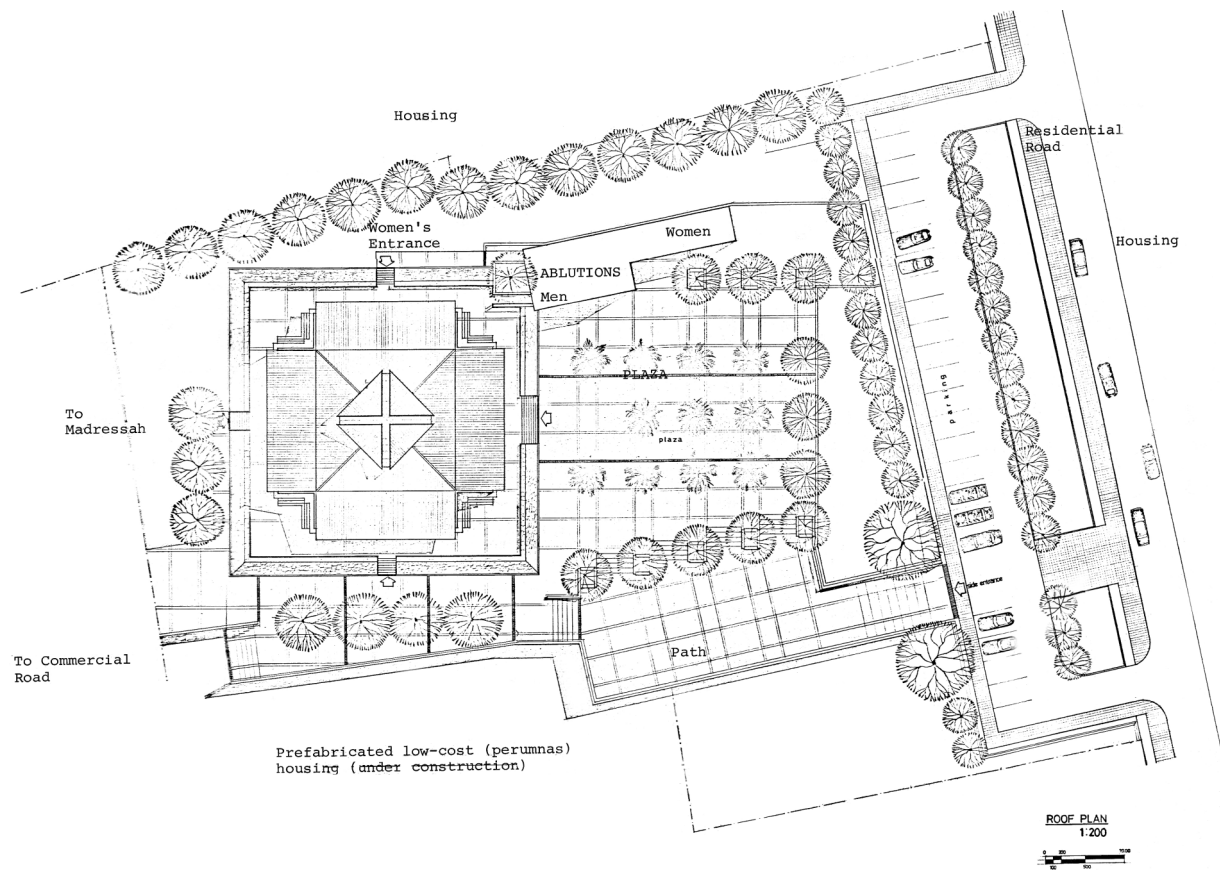 Housing
Residential
Road
Women's
Entrance
Women
Housing
ABLUTIONS
Men
PLAZA
parking
To
Madressah
plaza
side entrance
Path
To Commercial
Road
Prefabricated low-cost (perumnas)
housing (under construction)
ROOF PLAN
1:200